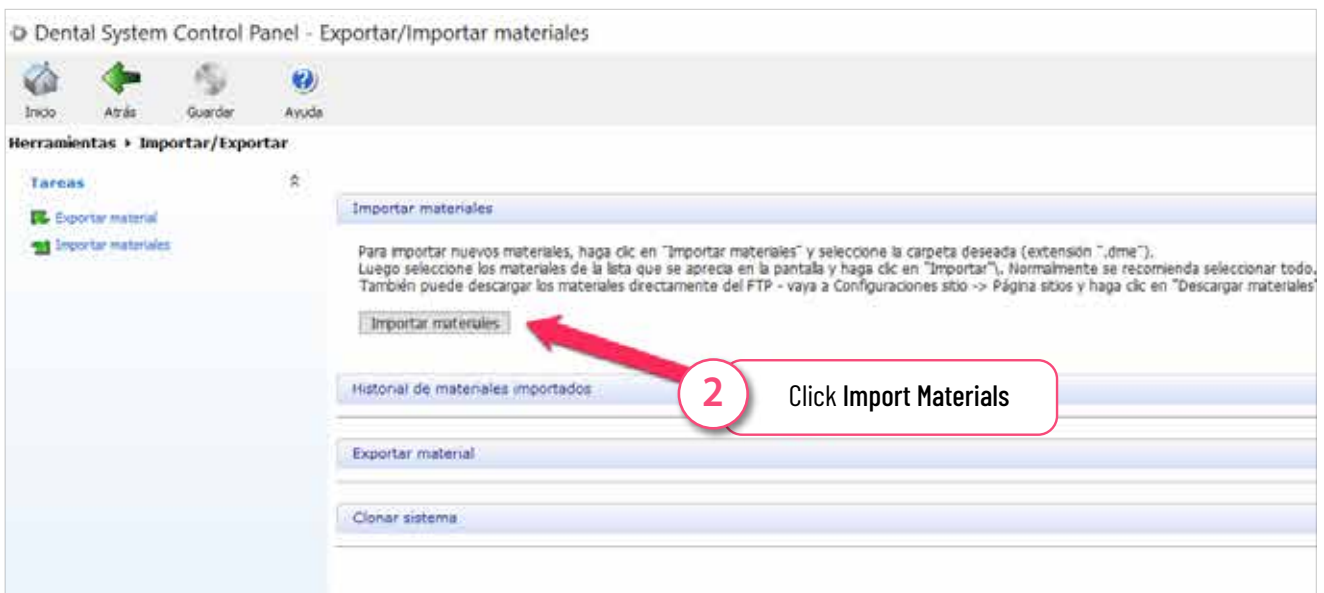 Dental System Control Panel - Exportar/Importar materiales
Inicio Atrás Guardar Ayuda
Herramientas ▸ Importar/Exportar
Tareas
Exportar material
Importar materiales
Importar materiales
Para importar nuevos materiales, haga clic en "Importar materiales" y seleccione la carpeta deseada (extensión ".dme").
Luego seleccione los materiales de la lista que se aprecia en la pantalla y haga clic en "Importar"\. Normalmente se recomienda seleccionar todo.
También puede descargar los materiales directamente del FTP - vaya a Configuraciones sitio -> Página sitios y haga clic en "Descargar materiales"
Importar materiales
Historial de materiales importados
2 Click Import Materials
Exportar material
Clonar sistema